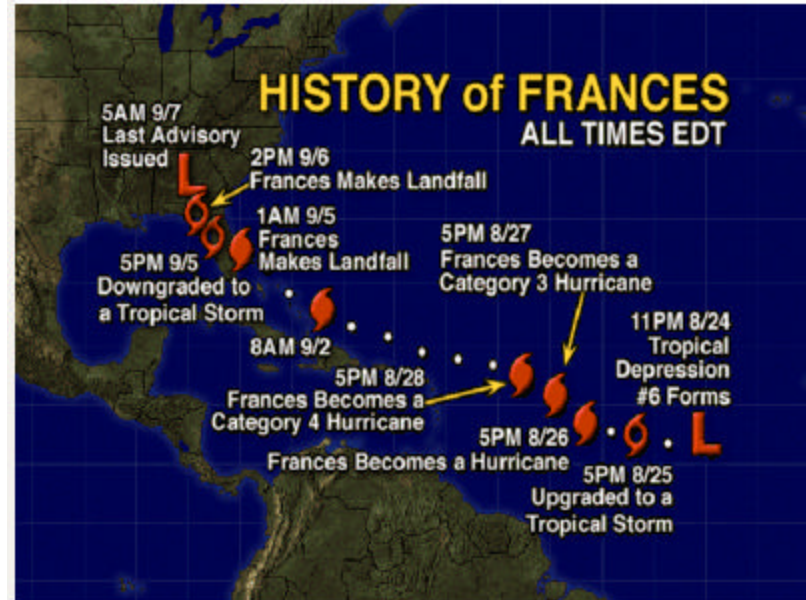 HISTORY of FRANCES
ALL TIMES EDT
5AM 9/7
Last Advisory
Issued
L
2PM 9/6
Frances Makes Landfall
1AM 9/5
Frances
Makes Landfall
5PM 9/5
Downgraded to
a Tropical Storm
8AM 9/2
5PM 8/27
Frances Becomes a
Category 3 Hurricane
5PM 8/28
Frances Becomes a
Category 4 Hurricane
11PM 8/24
Tropical
Depression
#6 Forms
L
5PM 8/26
Frances Becomes a Hurricane
5PM 8/25
Upgraded to a
Tropical Storm